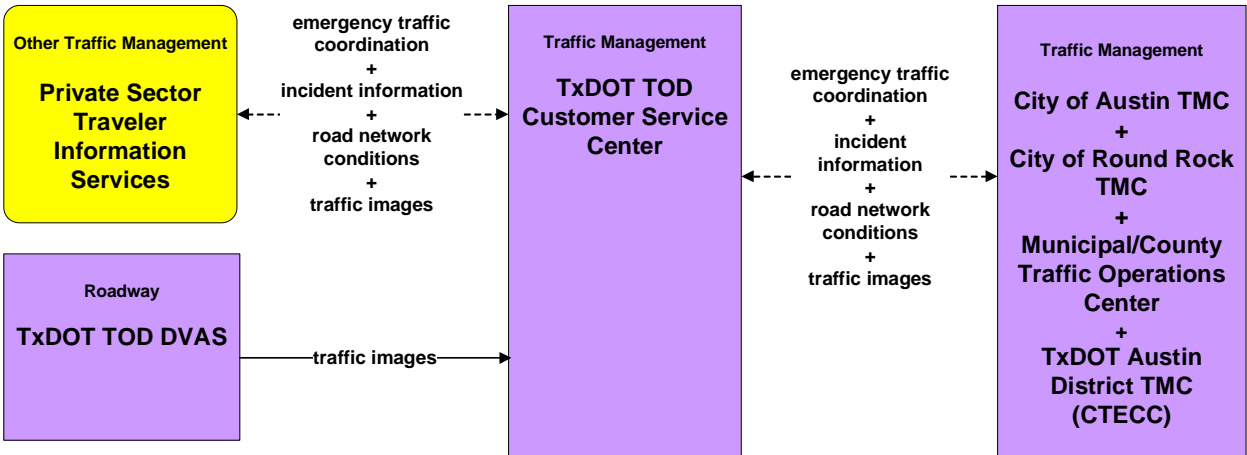 Other Traffic Management
Private Sector
Traveler
Information
Services
emergency traffic
coordination
+
incident information
+
road network
conditions
+
traffic images
Traffic Management
TxDOT TOD
Customer Service
Center
emergency traffic
coordination
+
incident
information
+
road network
conditions
+
traffic images
Traffic Management
City of Austin TMC
+
City of Round Rock
TMC
+
Municipal/County
Traffic Operations
Center
+
TxDOT Austin
District TMC
(CTECC)
Roadway
TxDOT TOD DVAS
traffic images